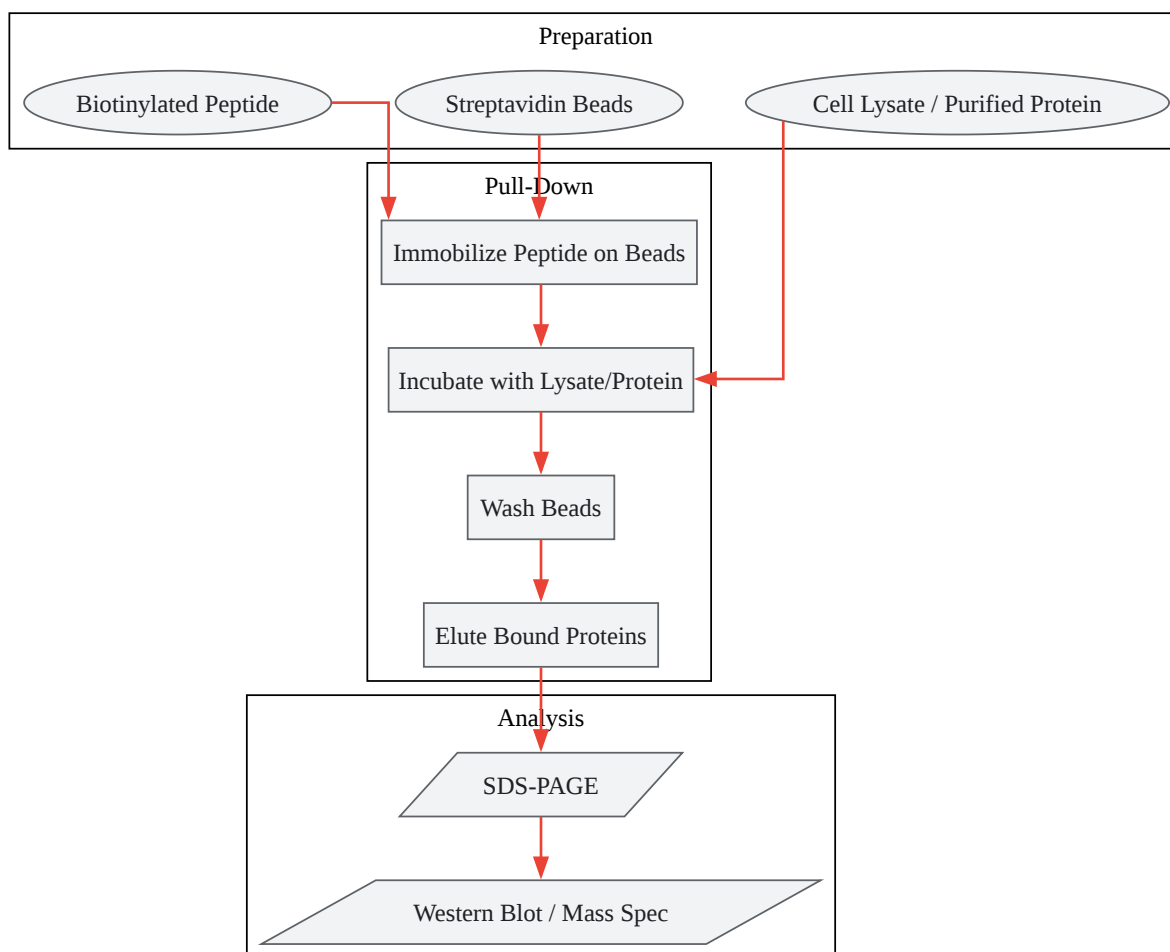 Preparation
Biotinylated Peptide
Streptavidin Beads
Cell Lysate / Purified Protein
Pull-Down
Immobilize Peptide on Beads
Incubate with Lysate/Protein
Wash Beads
Elute Bound Proteins
Analysis
SDS-PAGE
Western Blot / Mass Spec